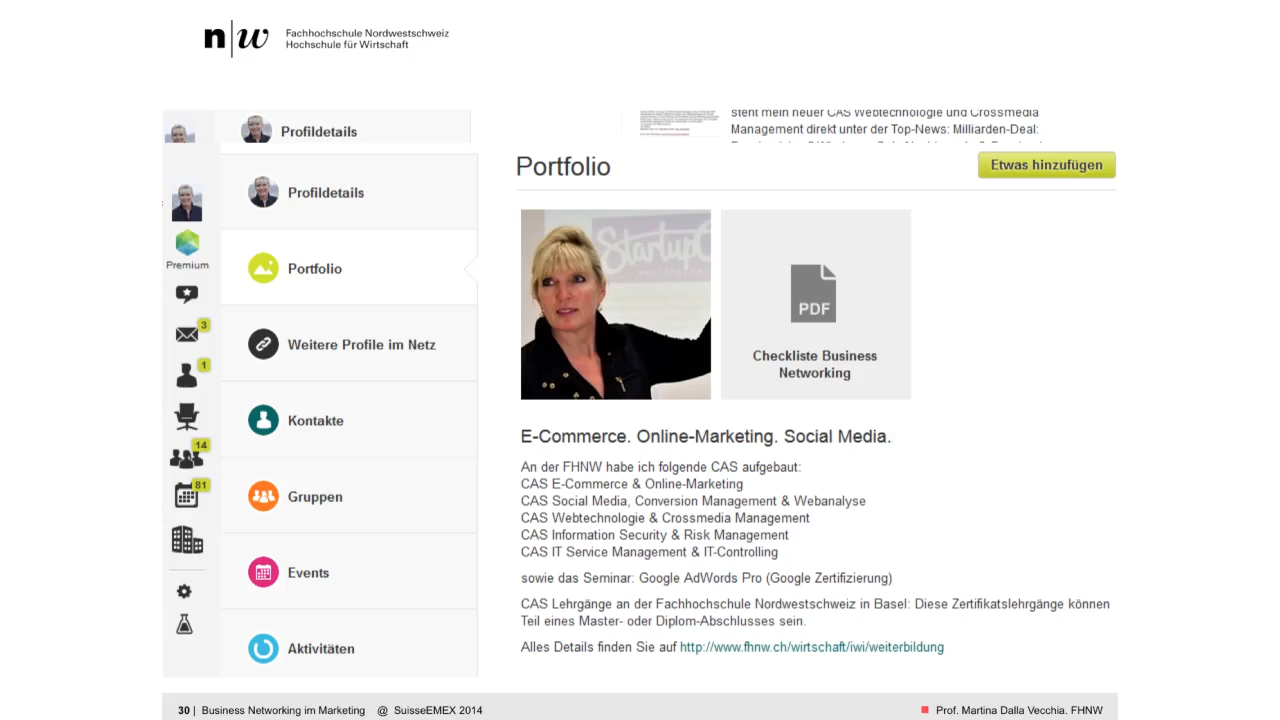 n|w Fachhochschule Nordwestschweiz
Hochschule für Wirtschaft
Profildetails
steht mein neuer CAS Webtechnologie und Crossmedia
Management direkt unter der Top-News: Milliarden-Deal:
Portfolio
Etwas hinzufügen
Profildetails
Premium
Portfolio
3
Weitere Profile im Netz
1
Kontakte
14
Gruppen
81
Events
Aktivitäten
StartupC
PDF
Checkliste Business
Networking
E-Commerce. Online-Marketing. Social Media.
An der FHNW habe ich folgende CAS aufgebaut:
CAS E-Commerce & Online-Marketing
CAS Social Media, Conversion Management & Webanalyse
CAS Webtechnologie & Crossmedia Management
CAS Information Security & Risk Management
CAS IT Service Management & IT-Controlling
sowie das Seminar: Google AdWords Pro (Google Zertifizierung)
CAS Lehrgänge an der Fachhochschule Nordwestschweiz in Basel: Diese Zertifikatslehrgänge können
Teil eines Master- oder Diplom-Abschlusses sein.
Alles Details finden Sie auf http://www.fhnw.ch/wirtschaft/iwi/weiterbildung
30 | Business Networking im Marketing @ SuisseEMEX 2014
Prof. Martina Dalla Vecchia. FHNW